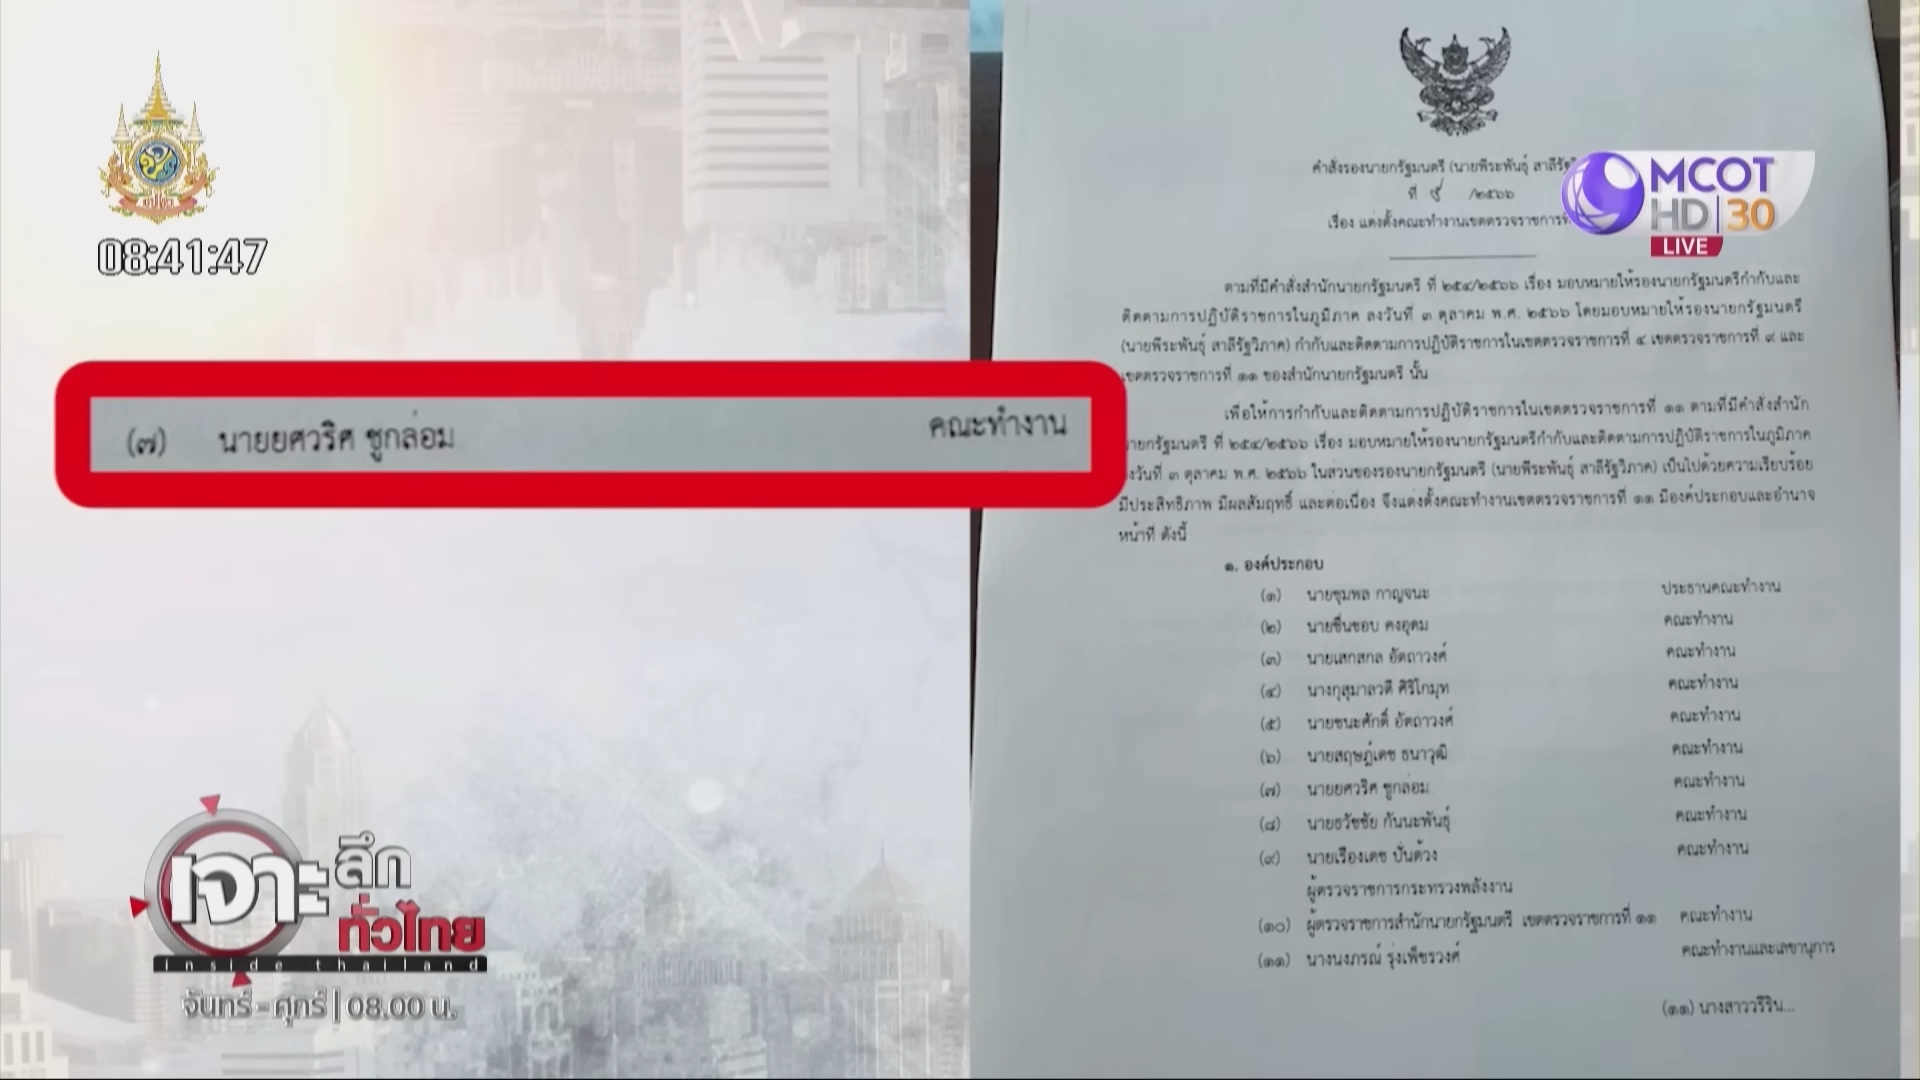 08:41:47
MCOT
HD 30
LIVE
(๗) นายยศวริศ ชูกล่อม คณะทำงาน
เจาะ
ลึก
ทั่วไทย
inside thailand
จันทร์ - ศุกร์ | 08.00 น.
คำสั่งรองนายกรัฐมนตรี (นายพีระพันธุ์ สาลีรัฐวิ
ที่ /๒๕๖๖
เรื่อง แต่งตั้งคณะทำงานเขตตรวจราชการที่
ตามที่มีคำสั่งสำนักนายกรัฐมนตรี ที่ ๒๕๔/๒๕๖๖ เรื่อง มอบหมายให้รองนายกรัฐมนตรีกำกับและ
ติดตามการปฏิบัติราชการในภูมิภาค ลงวันที่ ๓ ตุลาคม พ.ศ. ๒๕๖๖ โดยมอบหมายให้รองนายกรัฐมนตรี
(นายพีระพันธุ์ สาลีรัฐวิภาค) กำกับและติดตามการปฏิบัติราชการในเขตตรวจราชการที่ ๔ เขตตรวจราชการที่ ๙ และ
เขตตรวจราชการที่ ๑๑ ของสำนักนายกรัฐมนตรี นั้น
เพื่อให้การกำกับและติดตามการปฏิบัติราชการในเขตตรวจราชการที่ ๑๑ ตามที่มีคำสั่งสำนัก
นายกรัฐมนตรี ที่ ๒๕๔/๒๕๖๖ เรื่อง มอบหมายให้รองนายกรัฐมนตรีกำกับและติดตามการปฏิบัติราชการในภูมิภาค
ลงวันที่ ๓ ตุลาคม พ.ศ. ๒๕๖๖ ในส่วนของรองนายกรัฐมนตรี (นายพีระพันธุ์ สาลีรัฐวิภาค) เป็นไปด้วยความเรียบร้อย
มีประสิทธิภาพ มีผลสัมฤทธิ์ และต่อเนื่อง จึงแต่งตั้งคณะทำงานเขตตรวจราชการที่ ๑๑ มีองค์ประกอบและอำนาจ
หน้าที่ ดังนี้
๑. องค์ประกอบ
(๑) นายชุมพล กาญจนะ ประธานคณะทำงาน
(๒) นายชื่นชอบ คงอุดม คณะทำงาน
(๓) นายเสกสกล อัตถาวงศ์ คณะทำงาน
(๔) นางกุสุมาลวตี ศิริโกมุท คณะทำงาน
(๕) นายชนะศักดิ์ อัตถาวงศ์ คณะทำงาน
(๖) นายสฤษฎ์เดช ธนาวุฒิ คณะทำงาน
(๗) นายยศวริศ ชูกล่อม คณะทำงาน
(๘) นายธวัชชัย กันนะพันธุ์ คณะทำงาน
(๙) นายเรืองเดช ปั่นด้วง คณะทำงาน
ผู้ตรวจราชการกระทรวงพลังงาน
(๑๐) ผู้ตรวจราชการสำนักนายกรัฐมนตรี เขตตรวจราชการที่ ๑๑ คณะทำงาน
(๑๑) นางนงภรณ์ รุ่งเพ็ชรวงศ์ คณะทำงานและเลขานุการ
(๑๑) นางสาววรีริน...